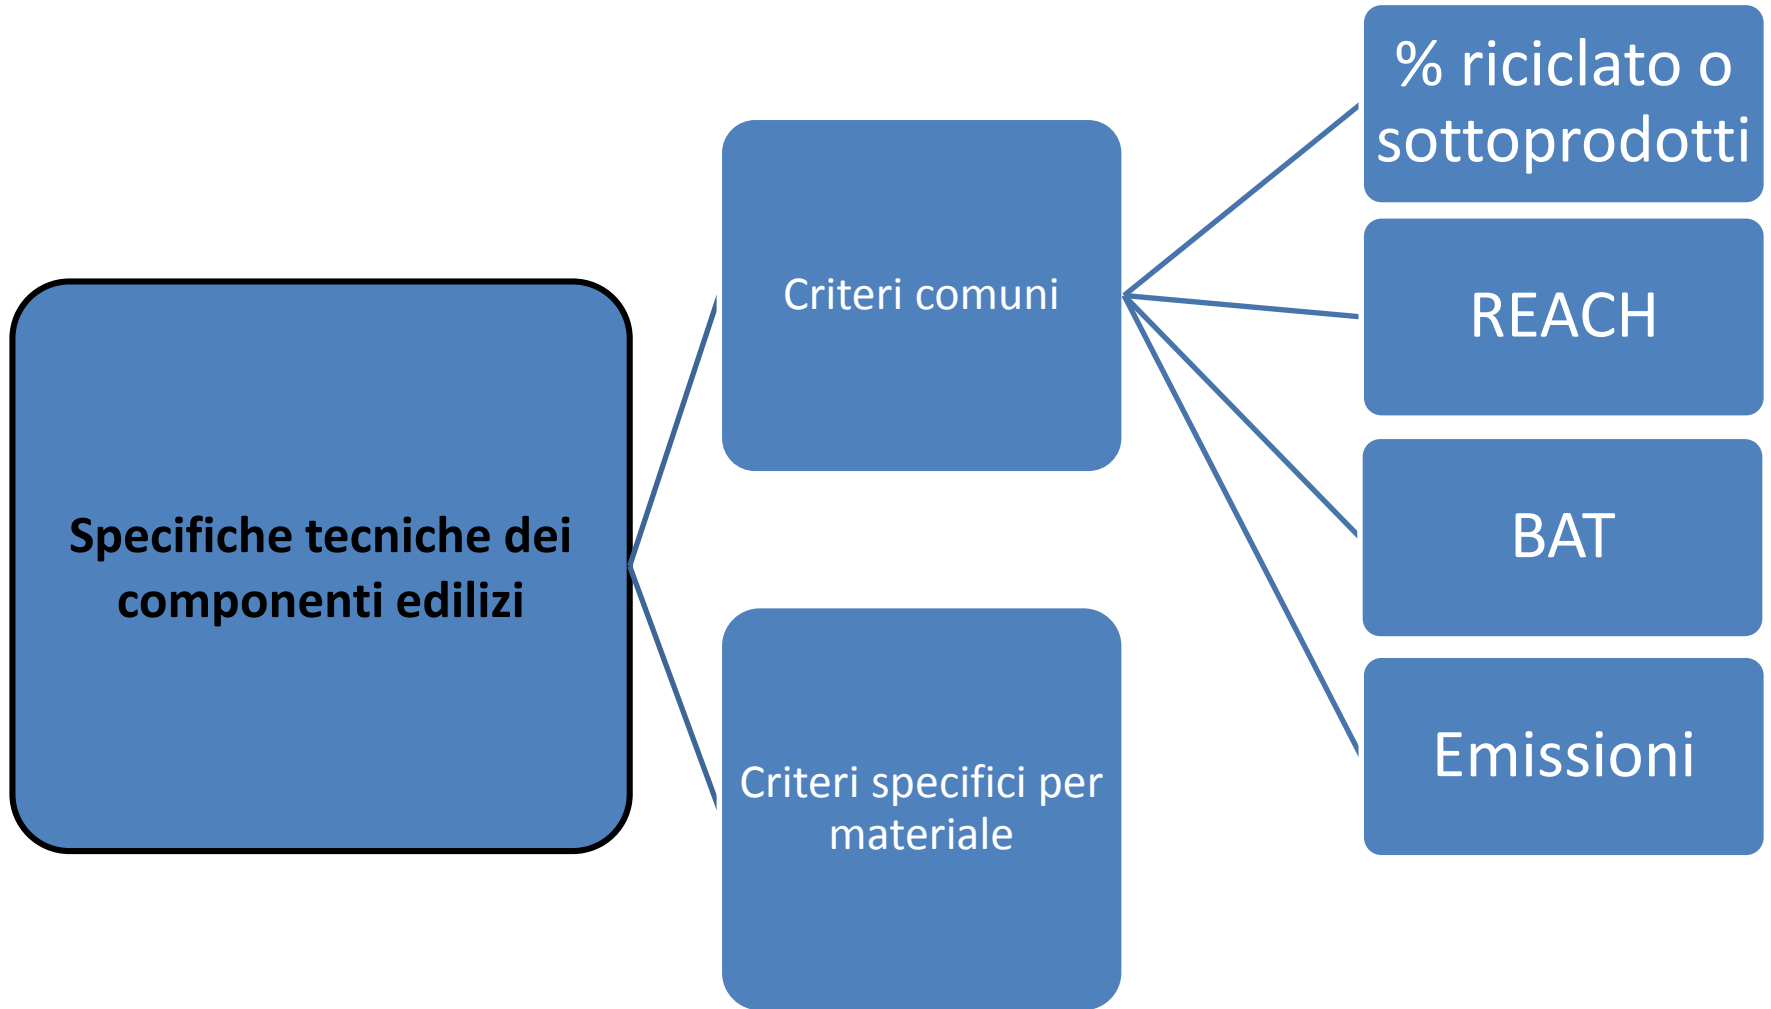 Specifiche tecniche dei
componenti edilizi
Criteri comuni
Criteri specifici per
materiale
% riciclato o
sottoprodotti
REACH
BAT
Emissioni